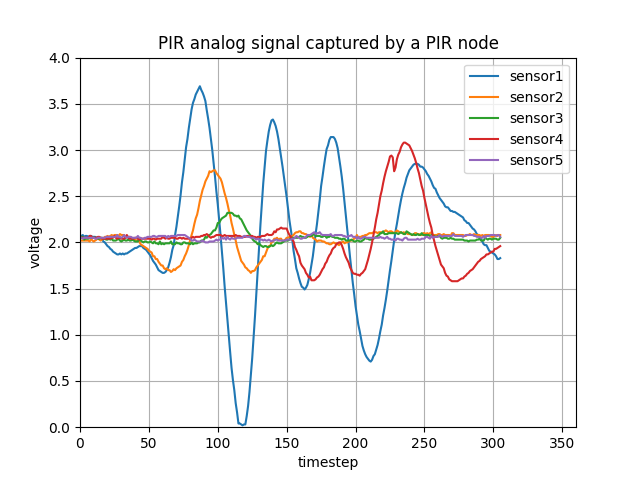 PIR analog signal captured by a PIR node
4.0
3.5
3.0
2.5
2.0
1.5
1.0
0.5
0.0
voltage
0 50 100 150 200 250 300 350
timestep
sensor1
sensor2
sensor3
sensor4
sensor5